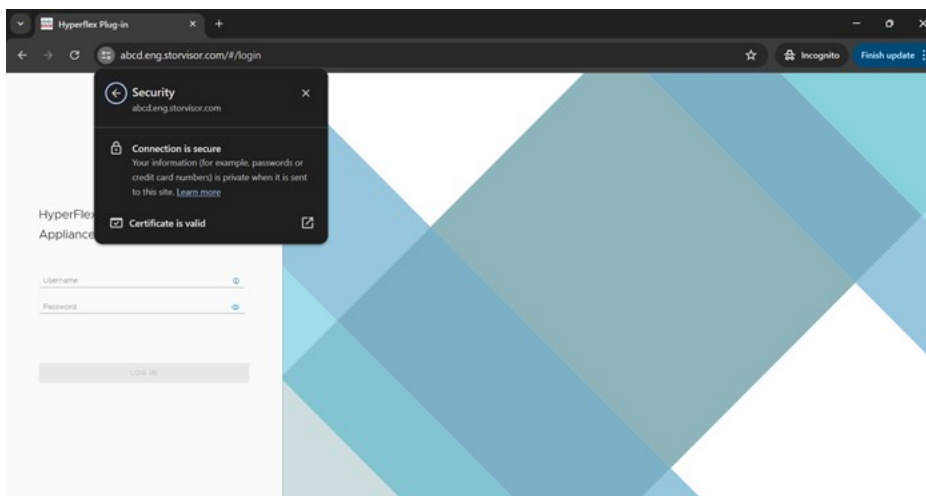 Hyperflex Plug-in
abcd.eng.storvisor.com/#/login
Incognito
Finish update
Security
abcd.eng.storvisor.com
Connection is secure
Your information (for example, passwords or
credit card numbers) is private when it is sent
to this site. Learn more
Certificate is valid
HyperFlex
Appliance
Username
Password
LOG IN